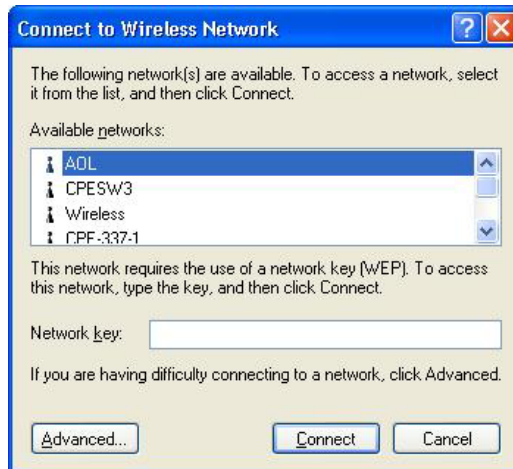 Connect to Wireless Network
The following network(s) are available. To access a network, select
it from the list, and then click Connect.
Available networks:
AOL
CPESW3
Wireless
CPE-337-1
This network requires the use of a network key (WEP). To access
this network, type the key, and then click Connect.
Network key:
If you are having difficulty connecting to a network, click Advanced.
Advanced... Connect Cancel